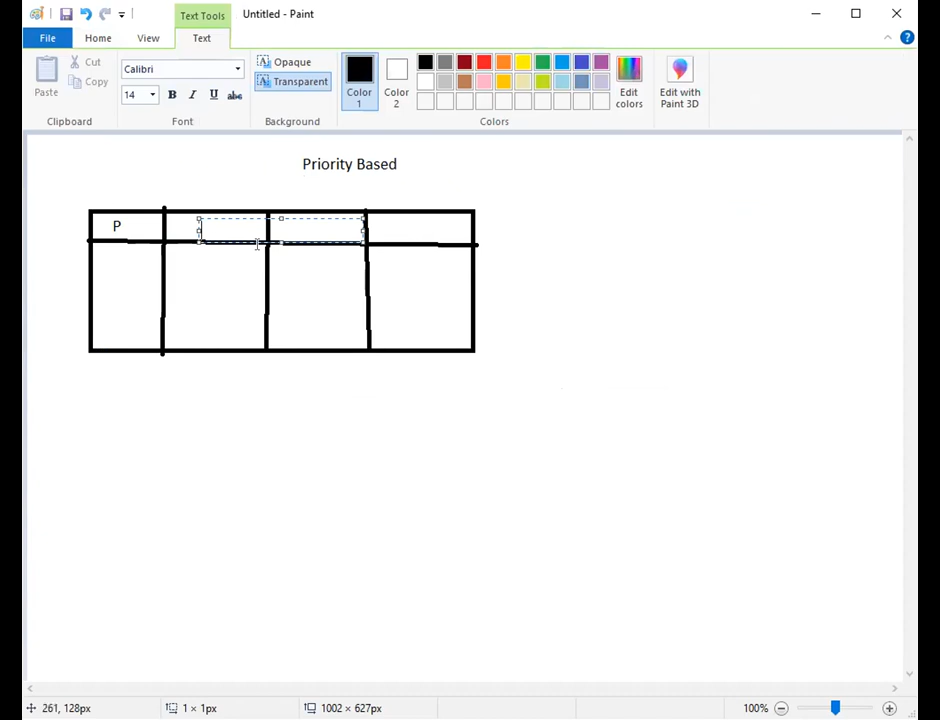 Text Tools
Untitled - Paint
File
Home
View
Text
Paste
Cut
Copy
Clipboard
Calibri
14
B I U abc
Font
Opaque
Transparent
Background
Color 1
Color 2
Edit colors
Edit with Paint 3D
Colors
Priority Based
P
261, 128px
1 × 1px
1002 × 627px
100%